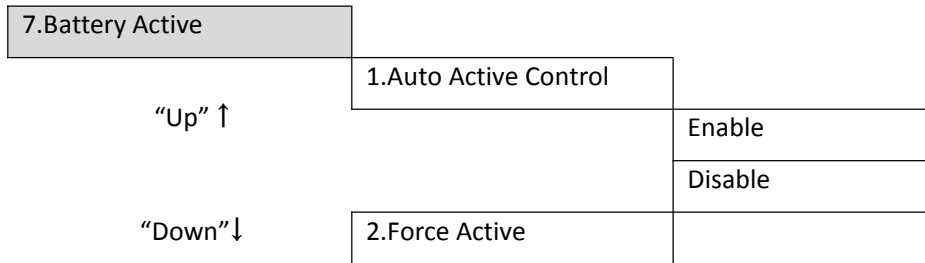 7.Battery Active
1.Auto Active Control
“Up” ↑
Enable
Disable
“Down”↓
2.Force Active